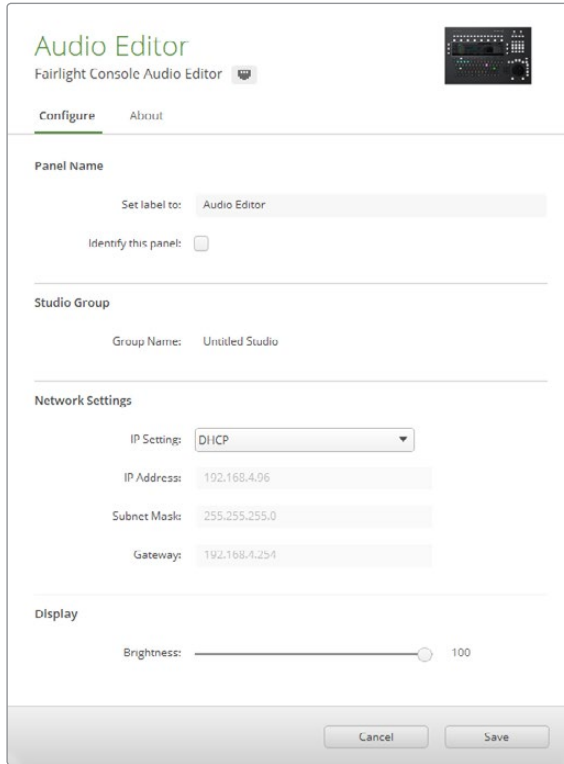 Audio Editor
Fairlight Console Audio Editor
Configure About
Panel Name
Set label to: Audio Editor
Identify this panel:
Studio Group
Group Name: Untitled Studio
Network Settings
IP Setting: DHCP
IP Address: 192.168.4.96
Subnet Mask: 255.255.255.0
Gateway: 192.168.4.254
Display
Brightness: 100
Cancel Save